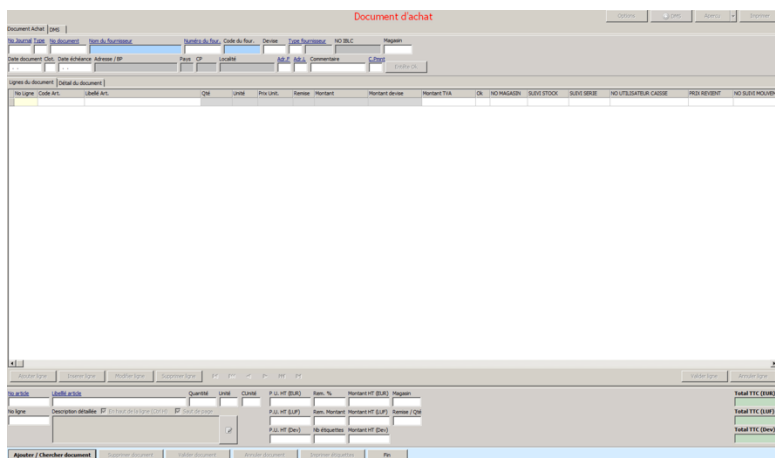 Document d'achat
Options DMS Aperçu Imprimer
Document Achat DMS
No Journal Type No document Nom du fournisseur Numéro du four. Code du four. Devise Type fournisseur NO IBLC Magasin
Date document Clot. Date échéance Adresse / BP Pays CP Localité Adr.F. Adr.L. Commentaire C.Paint
Lignes du document Détail du document
No Ligne Code Art. Libellé Art. Qté Unité Prix Unit. Remise Montant Montant devise Montant TVA Ok NO MAGASIN SUIVI STOCK SUIVI SERIE NO UTILISATEUR CAISSE PRIX REVIENT NO SUIVI MOUVEM
Ajouter ligne Insérer ligne Modifier ligne Supprimer ligne Valider ligne Annuler ligne
No article Libellé article Quantité Unité CUnité P.U. HT (EUR) Rem. % Montant HT (EUR) Magasin Total TTC (EUR)
No ligne Description détaillée En haut de la ligne (CDE+N) Saut de page P.U. HT (LUF) Rem. Montant Montant HT (LUF) Remise / Qté Total TTC (LUF)
P.U. HT (Dev) Nb étiquettes Montant HT (Dev) Total TTC (Dev)
Ajouter / Chercher document Supprimer document Valider document Annuler document Imprimer étiquettes Fin